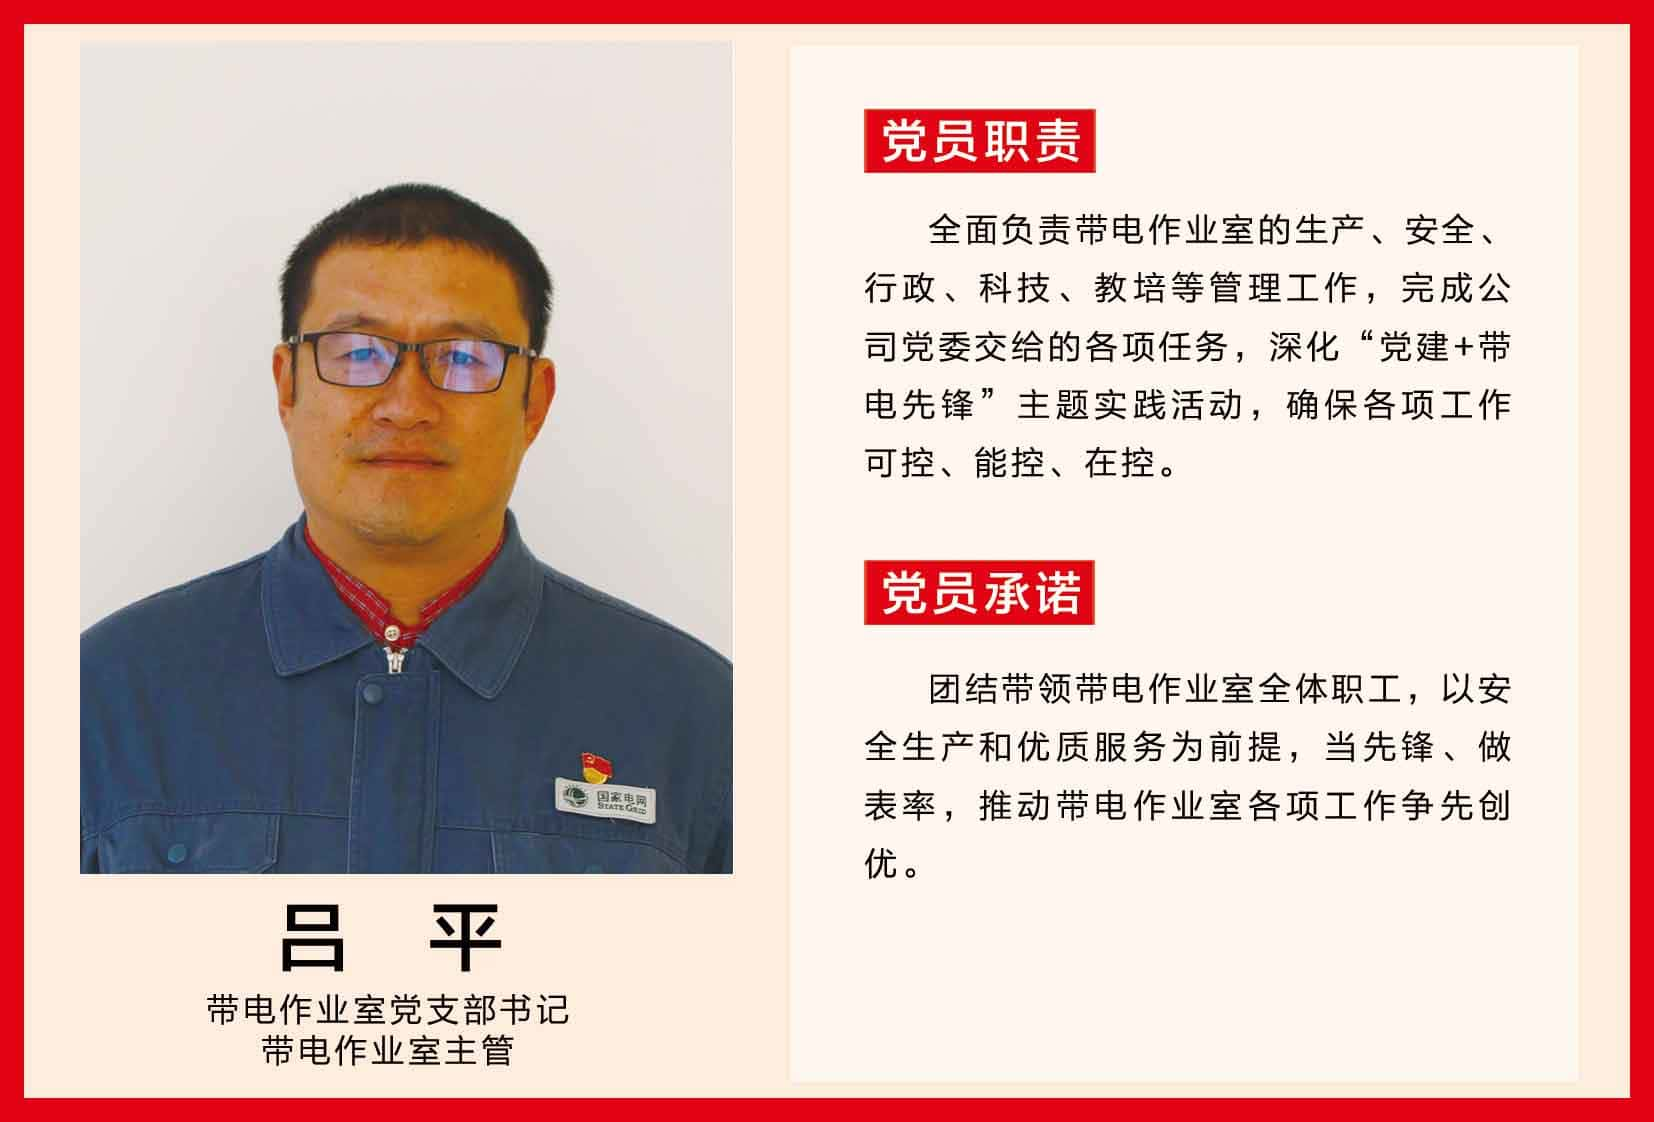 党员职责
全面负责带电作业室的生产、安全、
行政、科技、教培等管理工作，完成公
司党委交给的各项任务，深化“党建+带
电先锋”主题实践活动，确保各项工作
可控、能控、在控。
党员承诺
团结带领带电作业室全体职工，以安
全生产和优质服务为前提，当先锋、做
表率，推动带电作业室各项工作争先创
优。
国家电网
STATE GRID
吕 平
带电作业室党支部书记
带电作业室主管